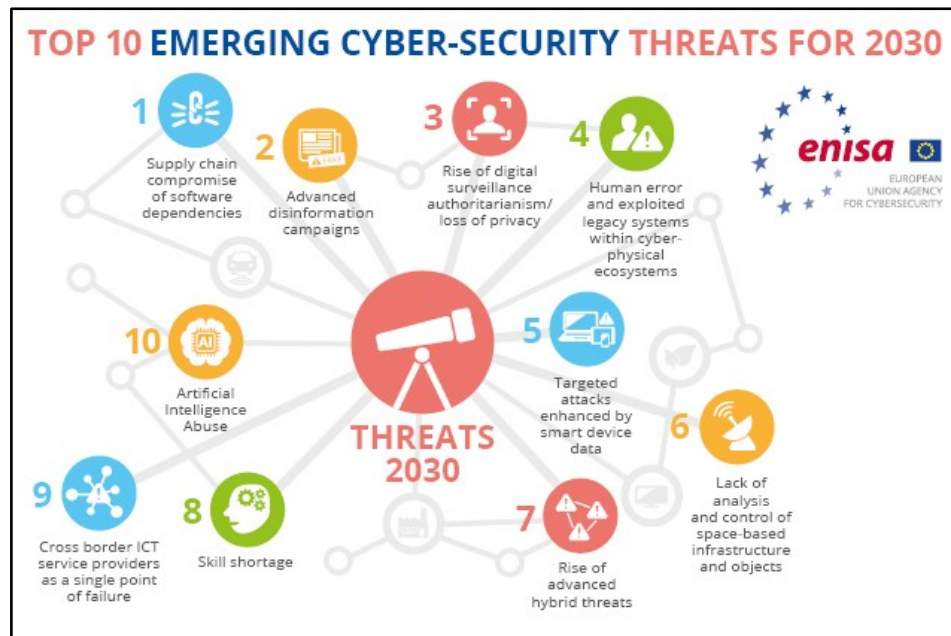 TOP 10 EMERGING CYBER-SECURITY THREATS FOR 2030
1
Supply chain
compromise
of software
dependencies
2
FAKE
Advanced
disinformation
campaigns
3
Rise of digital
surveillance
authoritarianism/
loss of privacy
4
Human error
and exploited
legacy systems
within cyber-
physical
ecosystems
enisa
EUROPEAN
UNION AGENCY
FOR CYBERSECURITY
10
AI
Artificial
Intelligence
Abuse
THREATS
2030
5
Targeted
attacks
enhanced by
smart device
data
6
Lack of
analysis
and control of
space-based
infrastructure
and objects
9
Cross border ICT
service providers
as a single point
of failure
8
Skill shortage
7
Rise of
advanced
hybrid threats